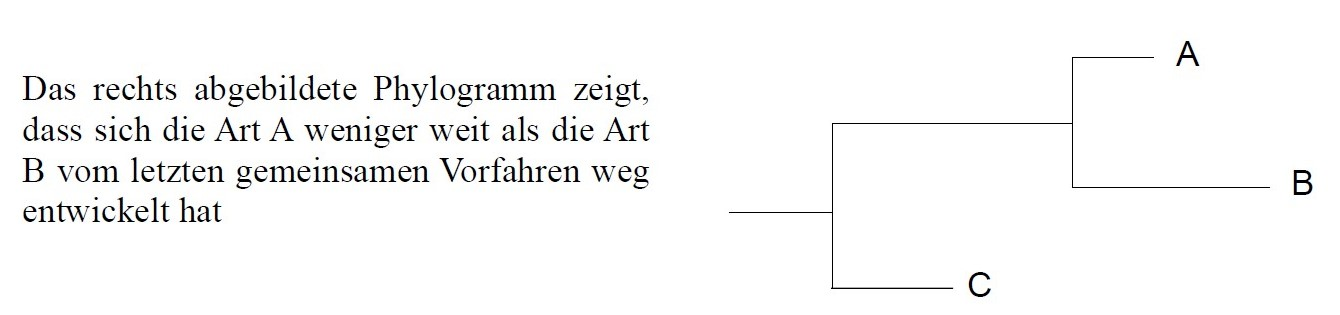 Das rechts abgebildete Phylogramm zeigt,
dass sich die Art A weniger weit als die Art
B vom letzten gemeinsamen Vorfahren weg
entwickelt hat
A
B
C